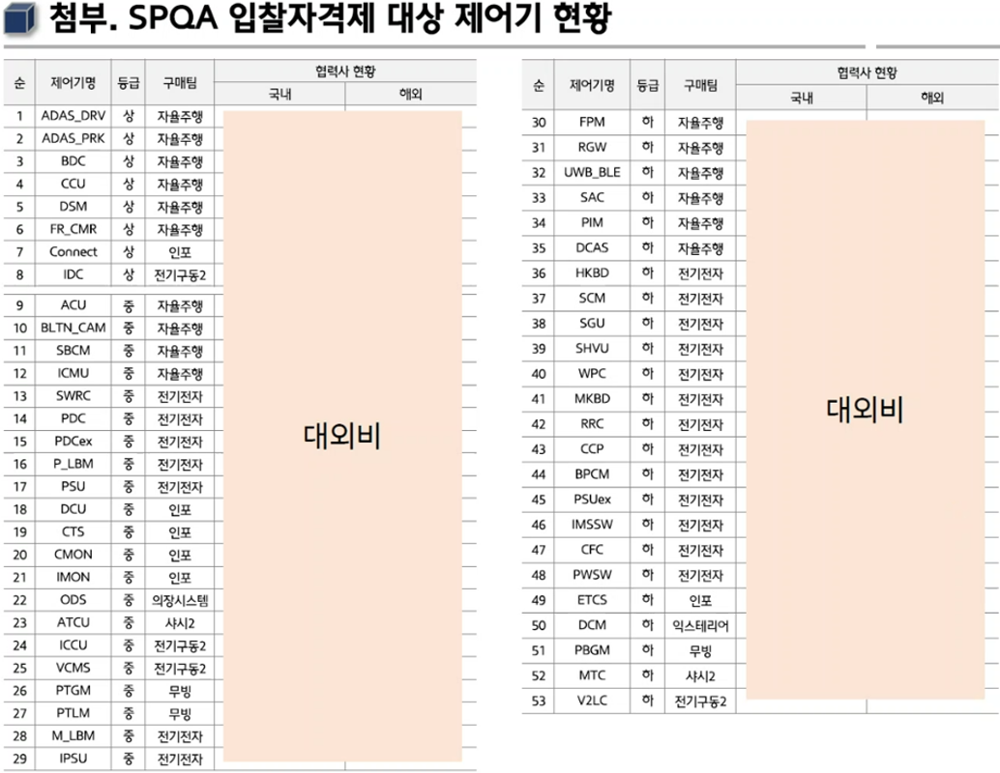 첨부. SPQA 입찰자격제 대상 제어기 현황
순 제어기명 등급 구매팀 협력사 현황
국내 해외
1 ADAS_DRV 상 자율주행
2 ADAS_PRK 상 자율주행
3 BDC 상 자율주행
4 CCU 상 자율주행
5 DSM 상 자율주행
6 FR_CMR 상 자율주행
7 Connect 상 인포
8 IDC 상 전기구동2
9 ACU 중 자율주행
10 BLTN_CAM 중 자율주행
11 SBCM 중 자율주행
12 ICMU 중 자율주행
13 SWRC 중 전기전자
14 PDC 중 전기전자
15 PDCex 중 전기전자
16 P_LBM 중 전기전자
17 PSU 중 전기전자
18 DCU 중 인포
19 CTS 중 인포
20 CMON 중 인포
21 IMON 중 인포
22 ODS 중 의장시스템
23 ATCU 중 샤시2
24 ICCU 중 전기구동2
25 VCMS 중 전기구동2
26 PTGM 중 무빙
27 PTLM 중 무빙
28 M_LBM 중 전기전자
29 IPSU 중 전기전자
대외비
순 제어기명 등급 구매팀 협력사 현황
국내 해외
30 FPM 하 자율주행
31 RGW 하 자율주행
32 UWB_BLE 하 자율주행
33 SAC 하 자율주행
34 PIM 하 자율주행
35 DCAS 하 자율주행
36 HKBD 하 전기전자
37 SCM 하 전기전자
38 SGU 하 전기전자
39 SHVU 하 전기전자
40 WPC 하 전기전자
41 MKBD 하 전기전자
42 RRC 하 전기전자
43 CCP 하 전기전자
44 BPCM 하 전기전자
45 PSUex 하 전기전자
46 IMSSW 하 전기전자
47 CFC 하 전기전자
48 PWSW 하 전기전자
49 ETCS 하 인포
50 DCM 하 익스테리어
51 PBGM 하 무빙
52 MTC 하 샤시2
53 V2LC 하 전기구동2
대외비